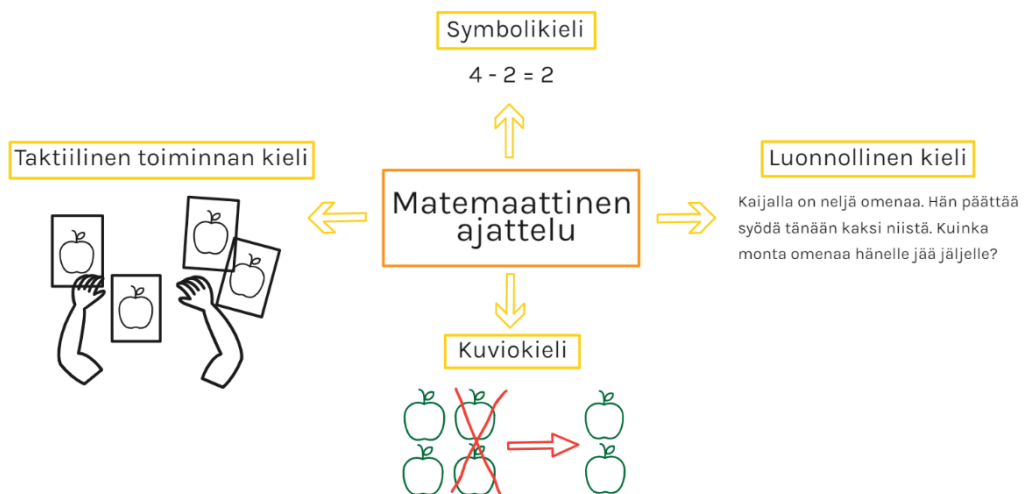 Symbolikieli
4 - 2 = 2
Taktiilinen toiminnan kieli
Matemaattinen
ajattelu
Luonnollinen kieli
Kaijalla on neljä omenaa. Hän päättää
syödä tänään kaksi niistä. Kuinka
monta omenaa hänelle jää jäljelle?
Kuviokieli